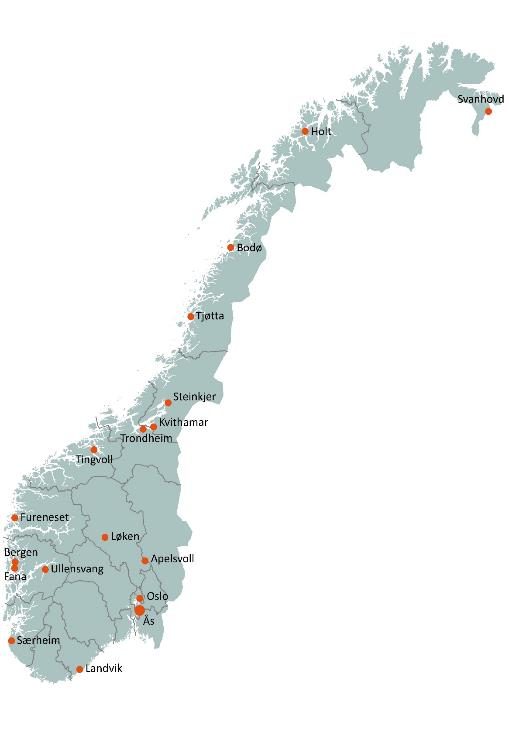 Svanhovd
Holt
Bodø
Tjøtta
Steinkjer
Kvithamar
Trondheim
Tingvoll
Fureneset
Løken
Bergen
Apelsvoll
Fana
Ullensvang
Oslo
Ås
Særheim
Landvik